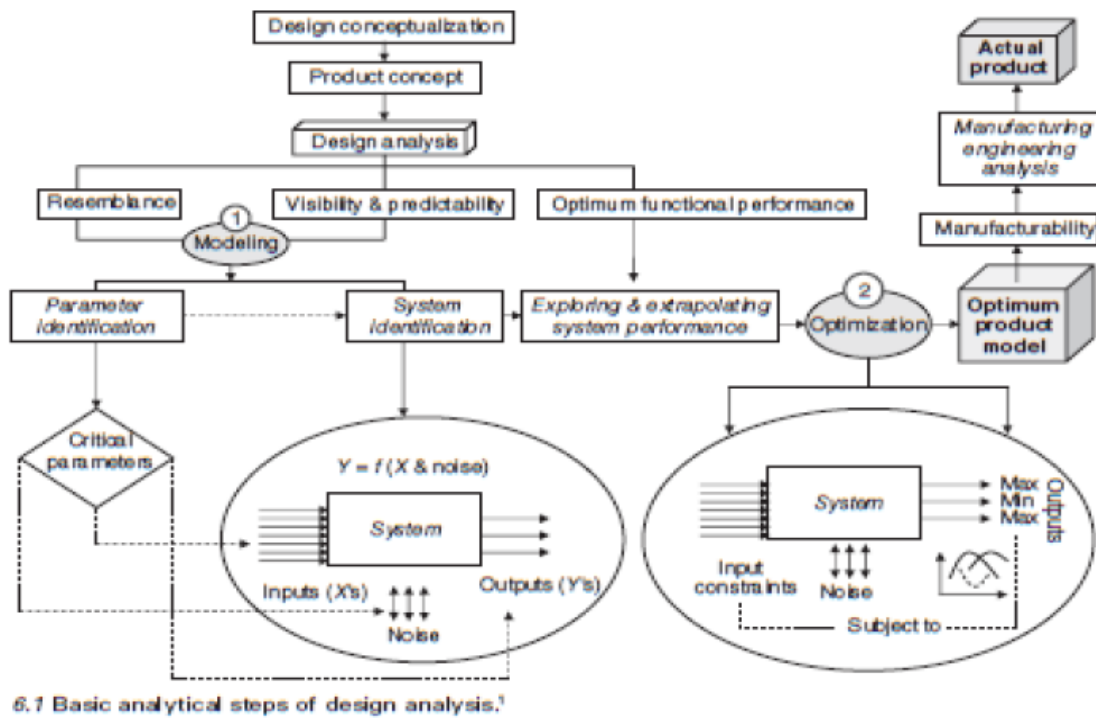 Design conceptualization
Product concept
Design analysis
Resemblance
Visibility & predictability
Optimum functional performance
1
Modeling
Parameter
identification
System
identification
Exploring & extrapolating
system performance
2
Optimization
Optimum
product
model
Manufacturability
Manufacturing
engineering
analysis
Actual
product
Critical
parameters
Y = f (X & noise)
System
Inputs (X's)
Outputs (Y's)
Noise
System
Max
Min
Max
Outputs
Input
constraints
Noise
Subject to
6.1 Basic analytical steps of design analysis.¹